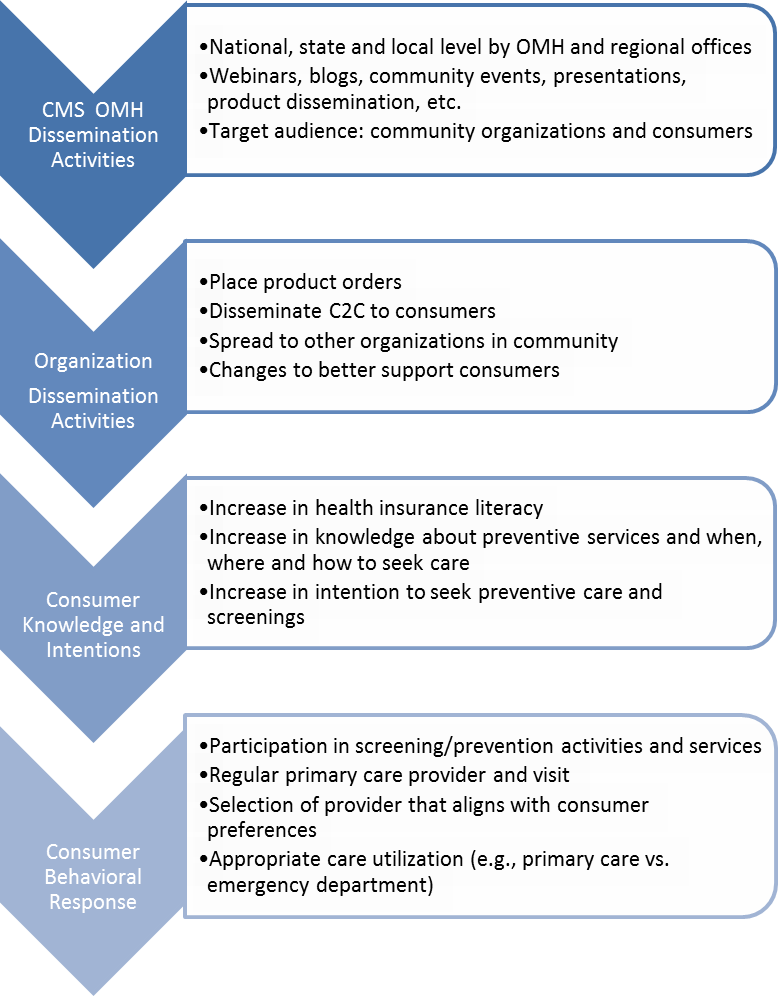 CMS OMH
Dissemination
Activities
•National, state and local level by OMH and regional offices
•Webinars, blogs, community events, presentations,
product dissemination, etc.
•Target audience: community organizations and consumers
Organization
Dissemination
Activities
•Place product orders
•Disseminate C2C to consumers
•Spread to other organizations in community
•Changes to better support consumers
Consumer
Knowledge and
Intentions
•Increase in health insurance literacy
•Increase in knowledge about preventive services and when,
where and how to seek care
•Increase in intention to seek preventive care and
screenings
Consumer
Behavioral
Response
•Participation in screening/prevention activities and services
•Regular primary care provider and visit
•Selection of provider that aligns with consumer
preferences
•Appropriate care utilization (e.g., primary care vs.
emergency department)